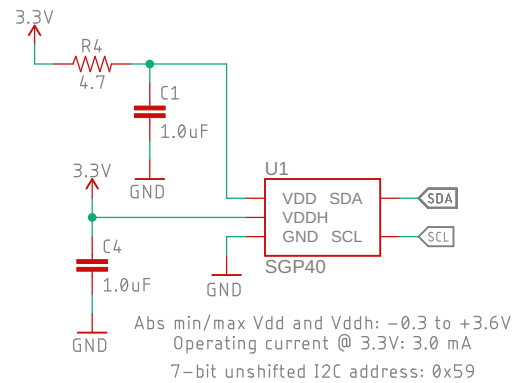 3.3V
R4
4.7
C1
1.0uF
GND
3.3V
C4
1.0uF
GND
U1
VDD SDA
VDDH
GND SCL
SGP40
SDA
SCL
GND
Abs min/max Vdd and Vddh: -0.3 to +3.6V
Operating current @ 3.3V: 3.0 mA
7-bit unshifted I2C address: 0x59